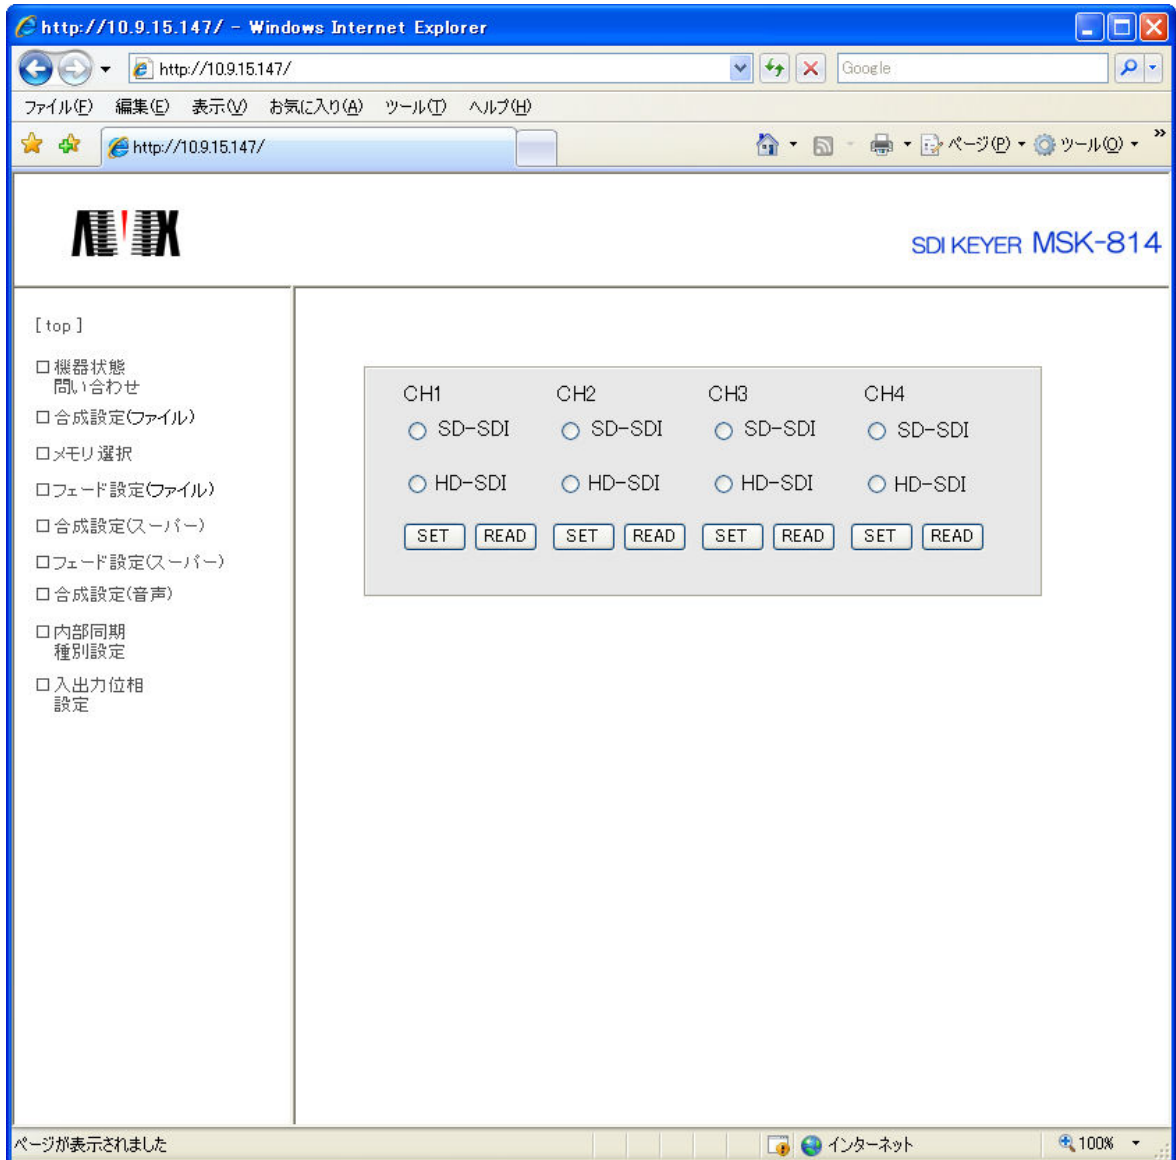 http://10.9.15.147/ - Windows Internet Explorer
http://10.9.15.147/
Google
ファイル(F) 編集(E) 表示(V) お気に入り(A) ツール(T) ヘルプ(H)
http://10.9.15.147/
ページ(P) ツール(O) »
SDI KEYER MSK-814
[ top ]
□機器状態
問い合わせ
□合成設定(ファイル)
□メモリ選択
□フェード設定(ファイル)
□合成設定(スーパー)
□フェード設定(スーパー)
□合成設定(音声)
□内部同期
種別設定
□入出力位相
設定
CH1 CH2 CH3 CH4
SD-SDI SD-SDI SD-SDI SD-SDI
HD-SDI HD-SDI HD-SDI HD-SDI
SET READ SET READ SET READ SET READ
ページが表示されました インターネット 100%